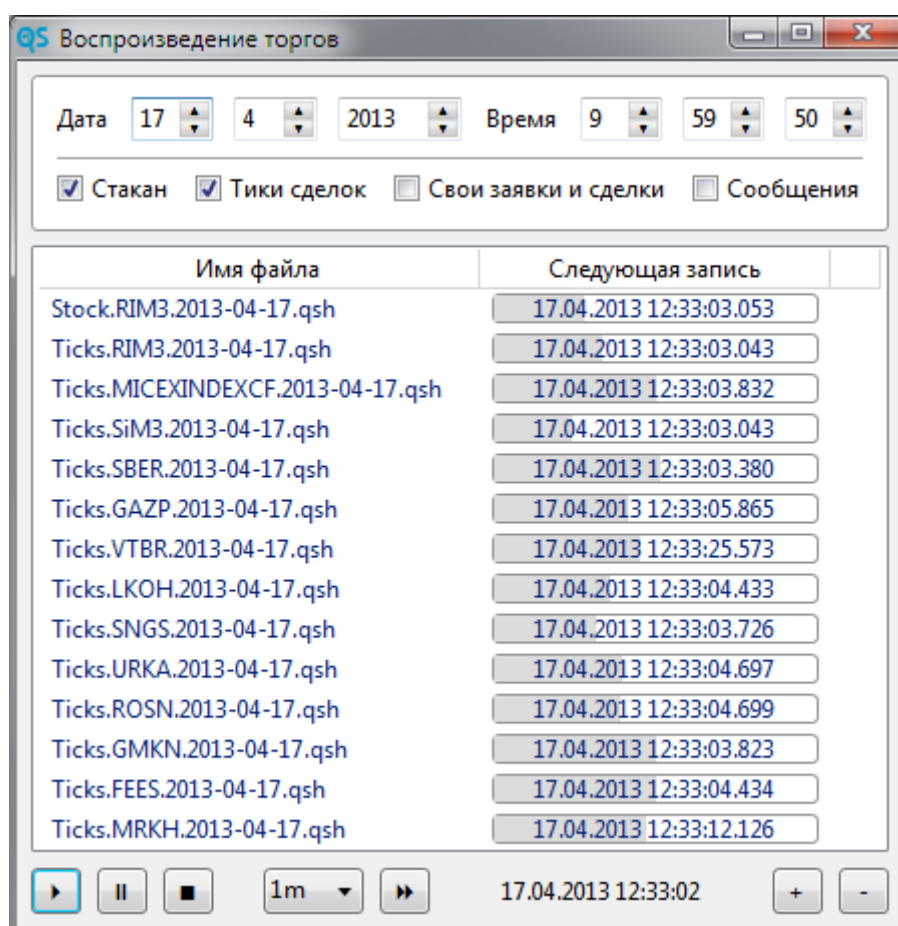 QS Воспроизведение торгов
Дата 17 4 2013 Время 9 59 50
Стакан Тики сделок Свои заявки и сделки Сообщения
Имя файла Следующая запись
Stock.RIM3.2013-04-17.qsh 17.04.2013 12:33:03.053
Ticks.RIM3.2013-04-17.qsh 17.04.2013 12:33:03.043
Ticks.MICEXINDEXCF.2013-04-17.qsh 17.04.2013 12:33:03.832
Ticks.SiM3.2013-04-17.qsh 17.04.2013 12:33:03.043
Ticks.SBER.2013-04-17.qsh 17.04.2013 12:33:03.380
Ticks.GAZP.2013-04-17.qsh 17.04.2013 12:33:05.865
Ticks.VTBR.2013-04-17.qsh 17.04.2013 12:33:25.573
Ticks.LKOH.2013-04-17.qsh 17.04.2013 12:33:04.433
Ticks.SNGS.2013-04-17.qsh 17.04.2013 12:33:03.726
Ticks.URKA.2013-04-17.qsh 17.04.2013 12:33:04.697
Ticks.ROSN.2013-04-17.qsh 17.04.2013 12:33:04.699
Ticks.GMKN.2013-04-17.qsh 17.04.2013 12:33:03.823
Ticks.FEES.2013-04-17.qsh 17.04.2013 12:33:04.434
Ticks.MRKH.2013-04-17.qsh 17.04.2013 12:33:12.126
1m 17.04.2013 12:33:02 + -